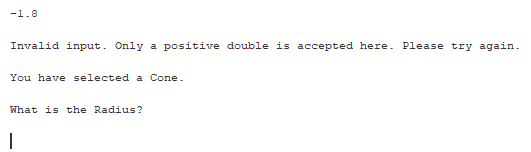 -1.8
Invalid input. Only a positive double is accepted here. Please try again.
You have selected a Cone.
What is the Radius?